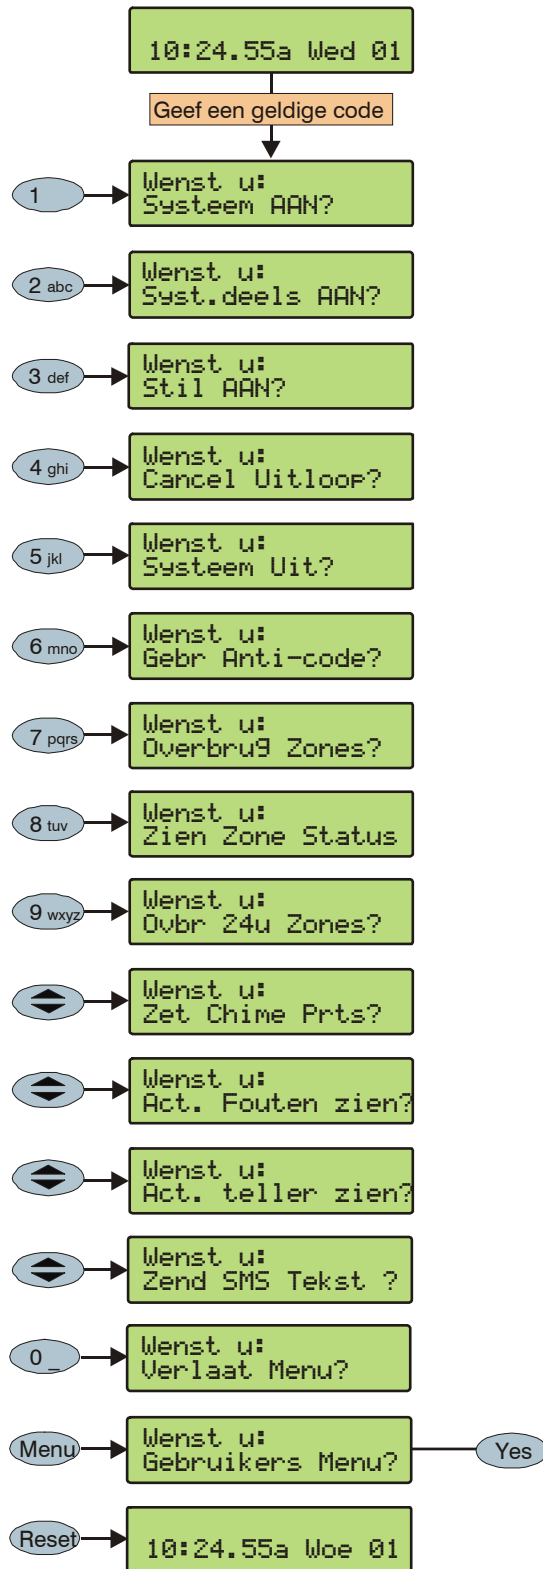 10:24.55a Wed 01
Geef een geldige code
1
Wenst u:
Systeem AAN?
2 abc
Wenst u:
Syst.deels AAN?
3 def
Wenst u:
Stil AAN?
4 ghi
Wenst u:
Cancel Uitloop?
5 jkl
Wenst u:
Systeem Uit?
6 mno
Wenst u:
Gebr Anti-code?
7 pqrs
Wenst u:
Overbrug Zones?
8 tuv
Wenst u:
Zien Zone Status
9 wxyz
Wenst u:
Ovbr 24u Zones?
Wenst u:
Zet Chime Prts?
Wenst u:
Act. Fouten zien?
Wenst u:
Act. teller zien?
Wenst u:
Zend SMS Tekst ?
0 _
Wenst u:
Verlaat Menu?
Menu
Wenst u:
Gebruikers Menu?
Yes
Reset
10:24.55a Woe 01